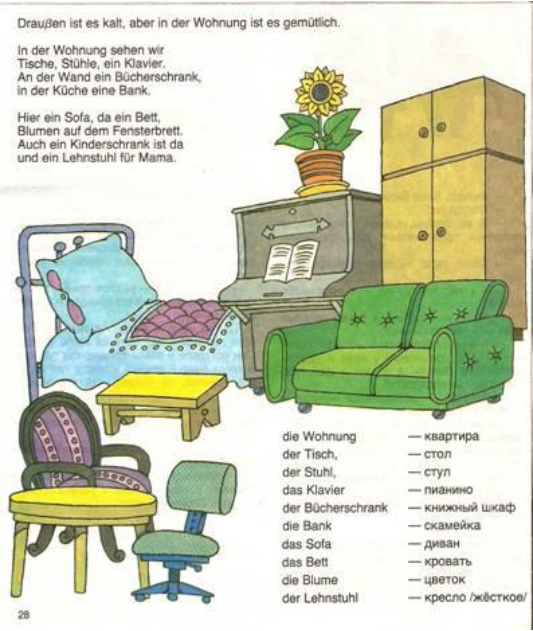 Draußen ist es kalt, aber in der Wohnung ist es gemütlich.
In der Wohnung sehen wir
Tische, Stühle, ein Klavier.
An der Wand ein Bücherschrank,
in der Küche eine Bank.
Hier ein Sofa, da ein Bett,
Blumen auf dem Fensterbrett.
Auch ein Kinderschrank ist da
und ein Lehnstuhl für Mama.
die Wohnung — квартира
der Tisch, — стол
der Stuhl, — стул
das Klavier — пианино
der Bücherschrank — книжный шкаф
die Bank — скамейка
das Sofa — диван
das Bett — кровать
die Blume — цветок
der Lehnstuhl — кресло /жёсткое/
28